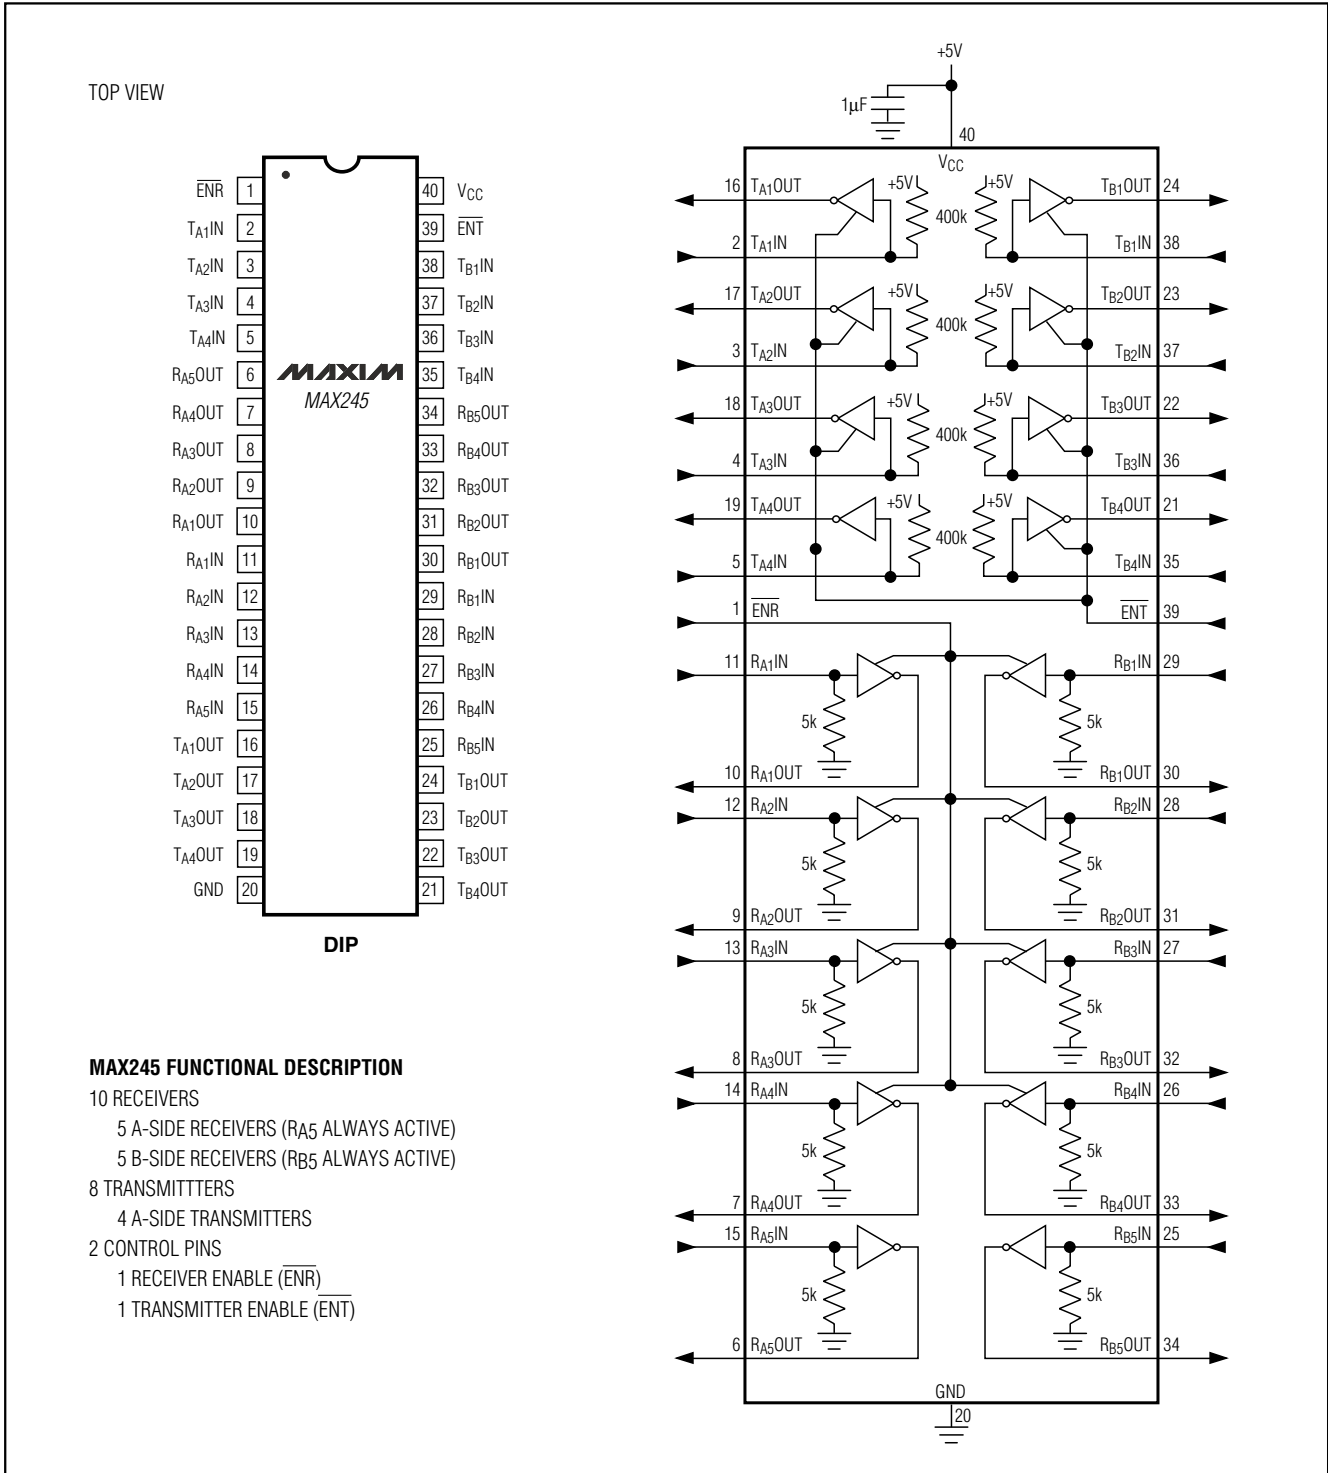 TOP VIEW
ENR 1
TA1IN 2
TA2IN 3
TA3IN 4
TA4IN 5
RA5OUT 6
RA4OUT 7
RA3OUT 8
RA2OUT 9
RA1OUT 10
RA1IN 11
RA2IN 12
RA3IN 13
RA4IN 14
RA5IN 15
TA1OUT 16
TA2OUT 17
TA3OUT 18
TA4OUT 19
GND 20
MAXIM
MAX245
40 VCC
39 ENT
38 TB1IN
37 TB2IN
36 TB3IN
35 TB4IN
34 RB5OUT
33 RB4OUT
32 RB3OUT
31 RB2OUT
30 RB1OUT
29 RB1IN
28 RB2IN
27 RB3IN
26 RB4IN
25 RB5IN
24 TB1OUT
23 TB2OUT
22 TB3OUT
21 TB4OUT
DIP
MAX245 FUNCTIONAL DESCRIPTION
10 RECEIVERS
5 A-SIDE RECEIVERS (RA5 ALWAYS ACTIVE)
5 B-SIDE RECEIVERS (RB5 ALWAYS ACTIVE)
8 TRANSMITTTERS
4 A-SIDE TRANSMITTERS
2 CONTROL PINS
1 RECEIVER ENABLE (ENR)
1 TRANSMITTER ENABLE (ENT)
+5V
1µF
40
VCC
16 TA1OUT +5V +5V TB1OUT 24
400k
2 TA1IN TB1IN 38
17 TA2OUT +5V +5V TB2OUT 23
400k
3 TA2IN TB2IN 37
18 TA3OUT +5V +5V TB3OUT 22
400k
4 TA3IN TB3IN 36
19 TA4OUT +5V +5V TB4OUT 21
400k
5 TA4IN TB4IN 35
1 ENR ENT 39
11 RA1IN RB1IN 29
5k 5k
10 RA1OUT RB1OUT 30
12 RA2IN RB2IN 28
5k 5k
9 RA2OUT RB2OUT 31
13 RA3IN RB3IN 27
5k 5k
8 RA3OUT RB3OUT 32
14 RA4IN RB4IN 26
5k 5k
7 RA4OUT RB4OUT 33
15 RA5IN RB5IN 25
5k 5k
6 RA5OUT RB5OUT 34
GND
20